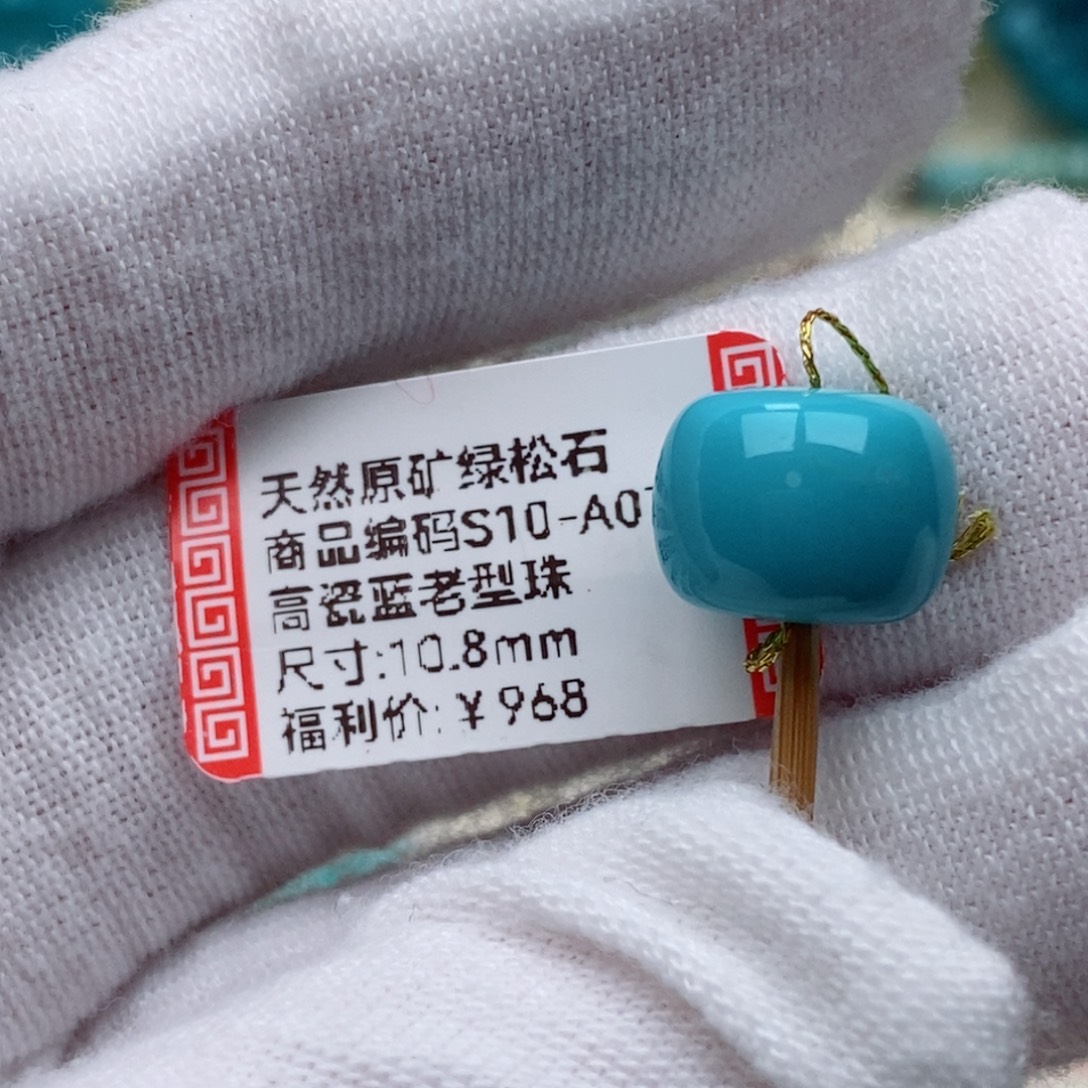 天然原矿绿松石
商品编码S10-A0
高瓷蓝老型珠
尺寸:10.8mm
福利价:￥968